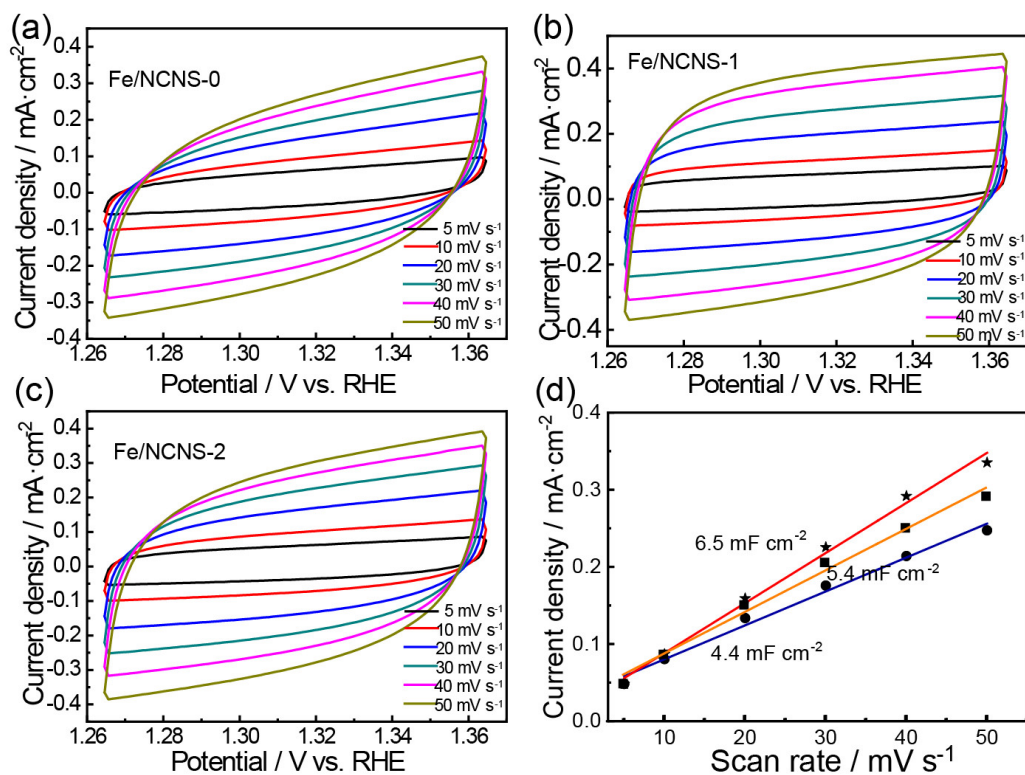 (a)
Fe/NCNS-0
Current density / mA·cm⁻²
0.4
0.3
0.2
0.1
0.0
-0.1
-0.2
-0.3
-0.4
5 mV s⁻¹
10 mV s⁻¹
20 mV s⁻¹
30 mV s⁻¹
40 mV s⁻¹
50 mV s⁻¹
1.26 1.28 1.30 1.32 1.34 1.36
Potential / V vs. RHE
(b)
Fe/NCNS-1
Current density / mA·cm⁻²
0.4
0.2
0.0
-0.2
-0.4
5 mV s⁻¹
10 mV s⁻¹
20 mV s⁻¹
30 mV s⁻¹
40 mV s⁻¹
50 mV s⁻¹
1.26 1.28 1.30 1.32 1.34 1.36
Potential / V vs. RHE
(c)
Fe/NCNS-2
Current density / mA·cm⁻²
0.4
0.3
0.2
0.1
0.0
-0.1
-0.2
-0.3
-0.4
5 mV s⁻¹
10 mV s⁻¹
20 mV s⁻¹
30 mV s⁻¹
40 mV s⁻¹
50 mV s⁻¹
1.26 1.28 1.30 1.32 1.34 1.36
Potential / V vs. RHE
(d)
Current density / mA·cm⁻²
0.3
0.2
0.1
0.0
6.5 mF cm⁻²
5.4 mF cm⁻²
4.4 mF cm⁻²
10 20 30 40 50
Scan rate / mV s⁻¹